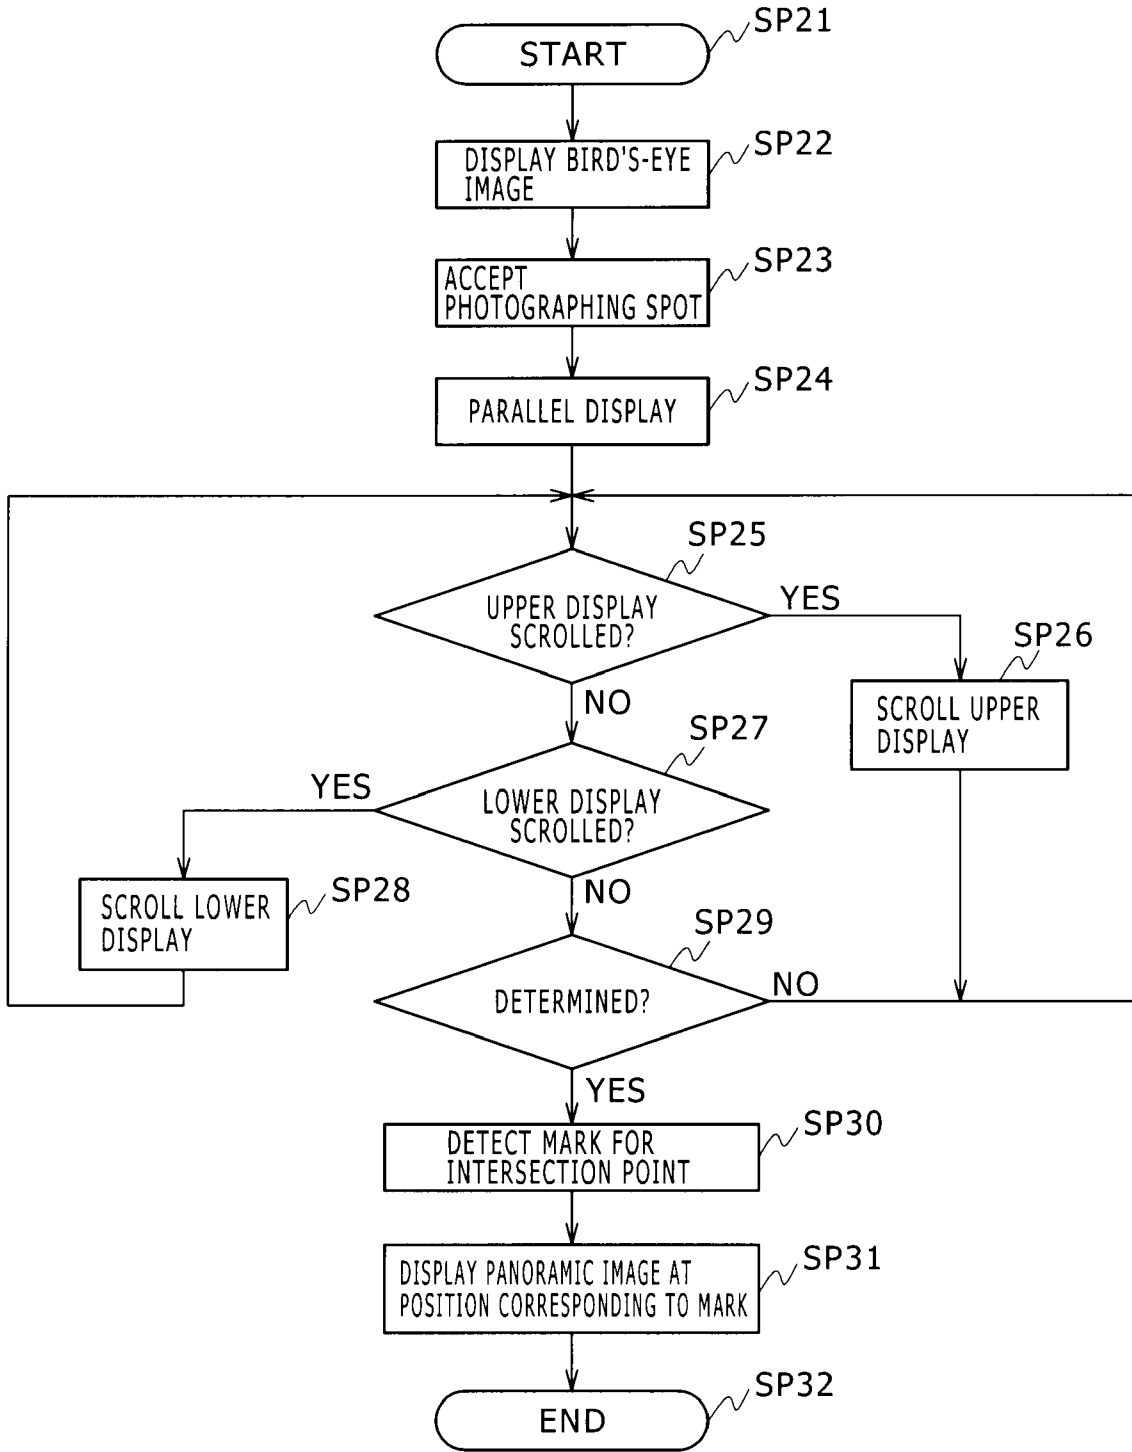 SP21
START
SP22
DISPLAY BIRD'S-EYE
IMAGE
SP23
ACCEPT
PHOTOGRAPHING SPOT
SP24
PARALLEL DISPLAY
SP25
UPPER DISPLAY
SCROLLED?
YES
SP26
SCROLL UPPER
DISPLAY
NO
SP27
LOWER DISPLAY
SCROLLED?
YES
SP28
SCROLL LOWER
DISPLAY
NO
SP29
DETERMINED?
NO
YES
SP30
DETECT MARK FOR
INTERSECTION POINT
SP31
DISPLAY PANORAMIC IMAGE AT
POSITION CORRESPONDING TO MARK
SP32
END